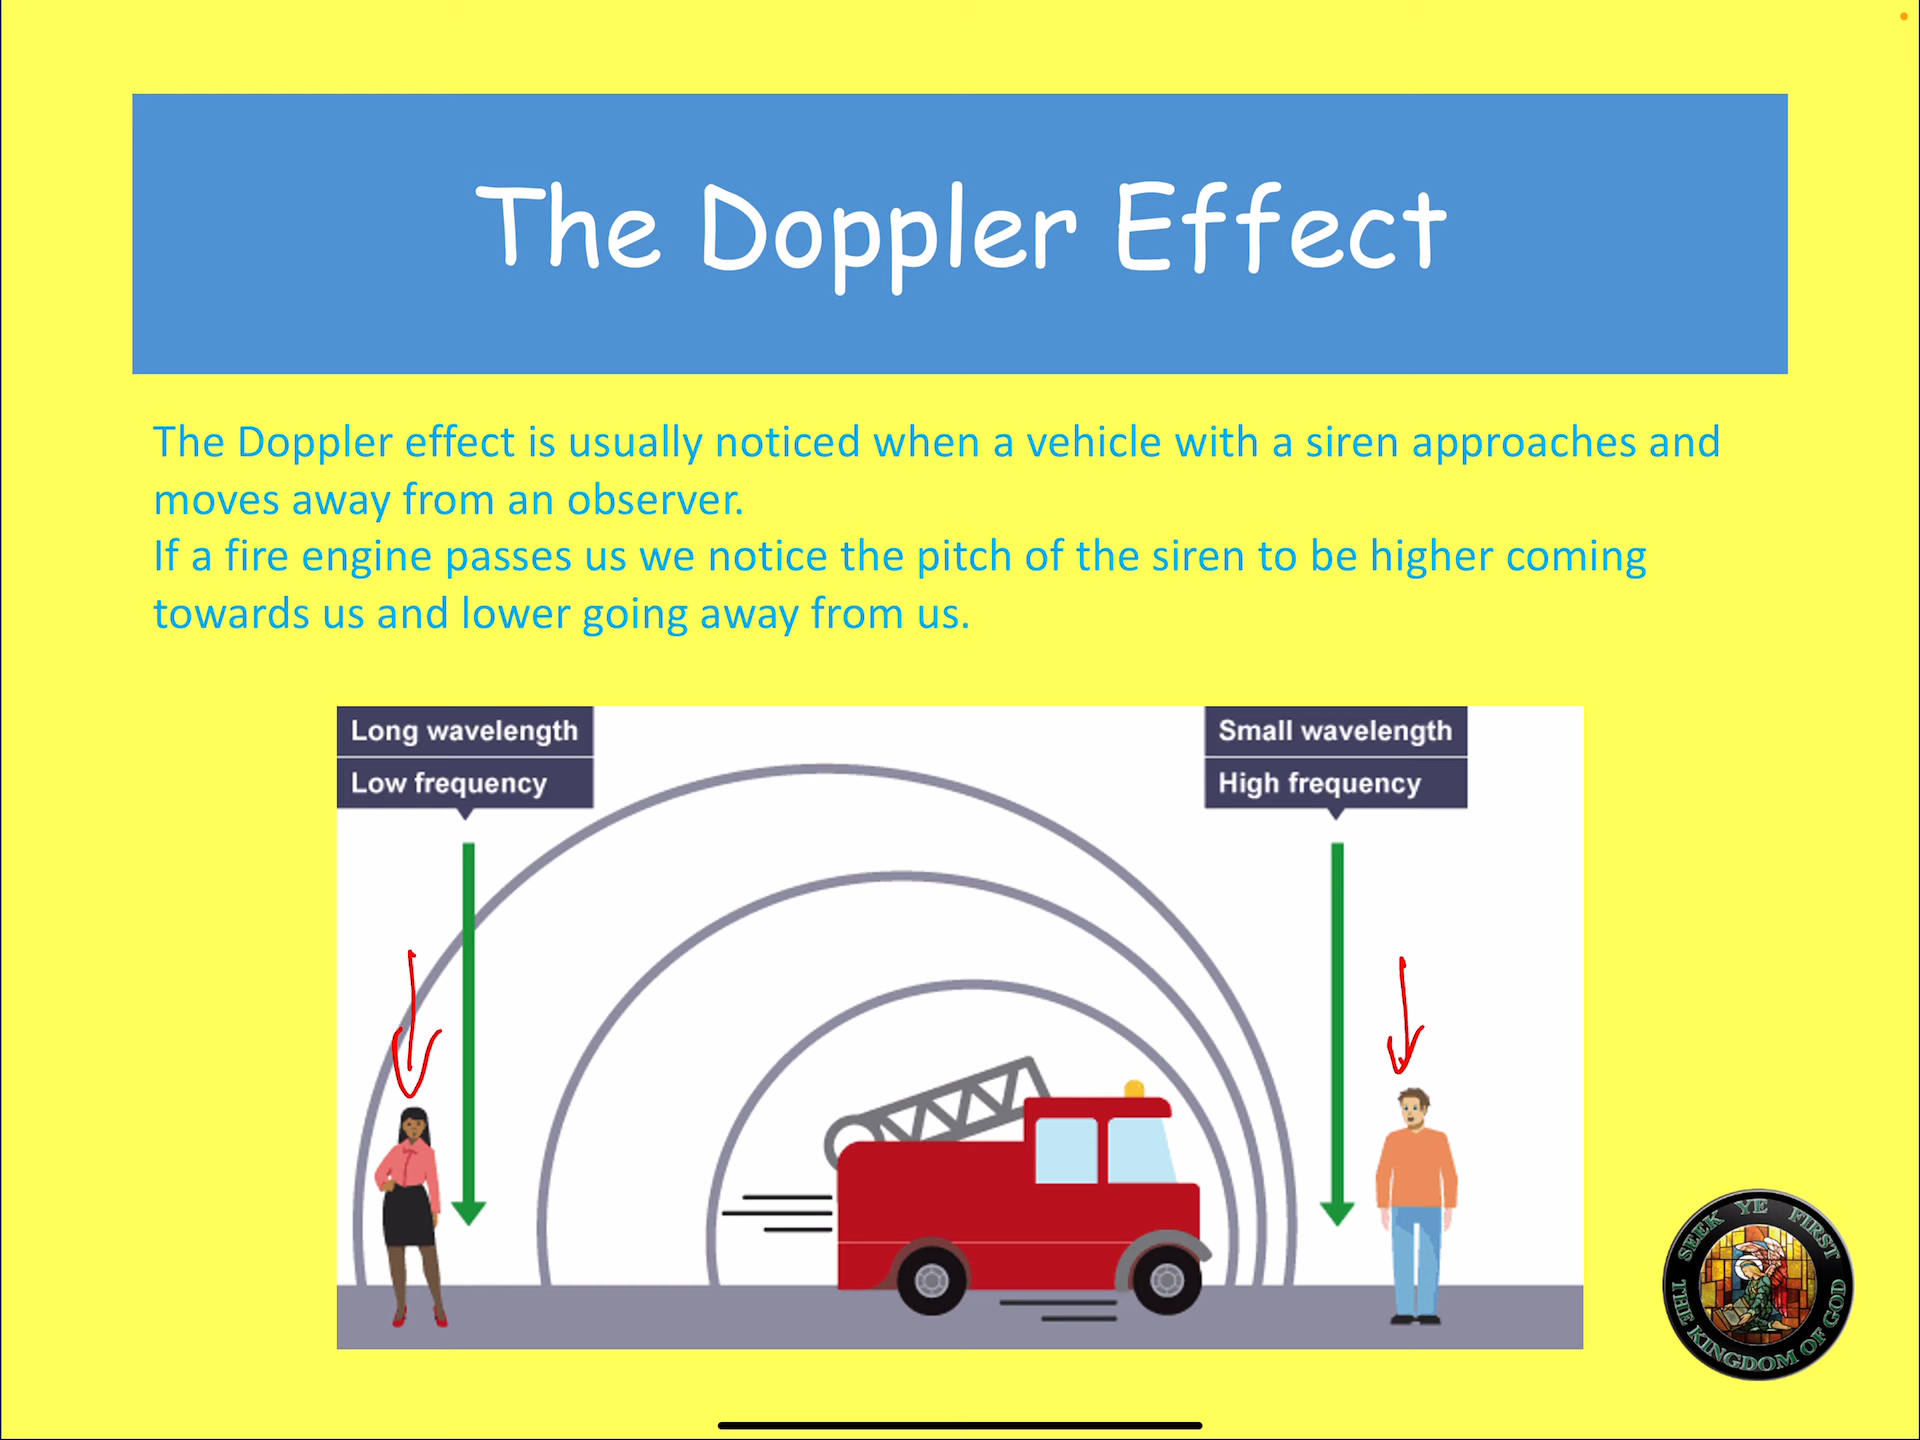 The Doppler Effect
The Doppler effect is usually noticed when a vehicle with a siren approaches and
moves away from an observer.
If a fire engine passes us we notice the pitch of the siren to be higher coming
towards us and lower going away from us.
Long wavelength
Low frequency
Small wavelength
High frequency
SEEK YE FIRST
THE KINGDOM OF GOD